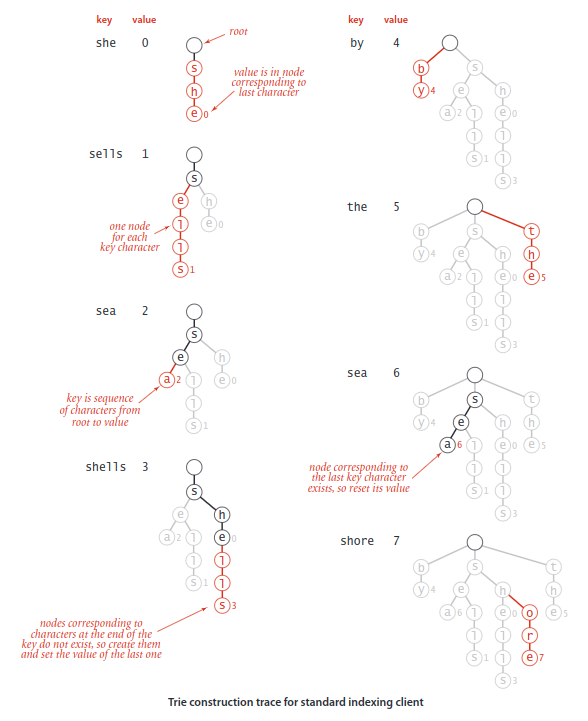 key value
she 0
root
s
h
e 0
value is in node
corresponding to
last character
sells 1
s
e h
l e 0
l
s 1
one node
for each
key character
sea 2
s
e h
a 2 l e 0
l
s 1
key is sequence
of characters from
root to value
shells 3
s
e h
a 2 l e 0
l l
s 1 l
s 3
nodes corresponding to
characters at the end of the
key do not exist, so create them
and set the value of the last one
key value
by 4
b s
y 4 e h
a 2 l e 0
l l
s 1 l
s 3
the 5
b s t
y 4 e h h
a 2 l e 0 e 5
l l
s 1 l
s 3
sea 6
b s t
y 4 e h h
a 6 l e 0 e 5
l l
s 1 l
s 3
node corresponding to
the last key character
exists, so reset its value
shore 7
b s t
y 4 e h h
a 6 l e 0 o e 5
l l r
s 1 l e 7
s 3
Trie construction trace for standard indexing client